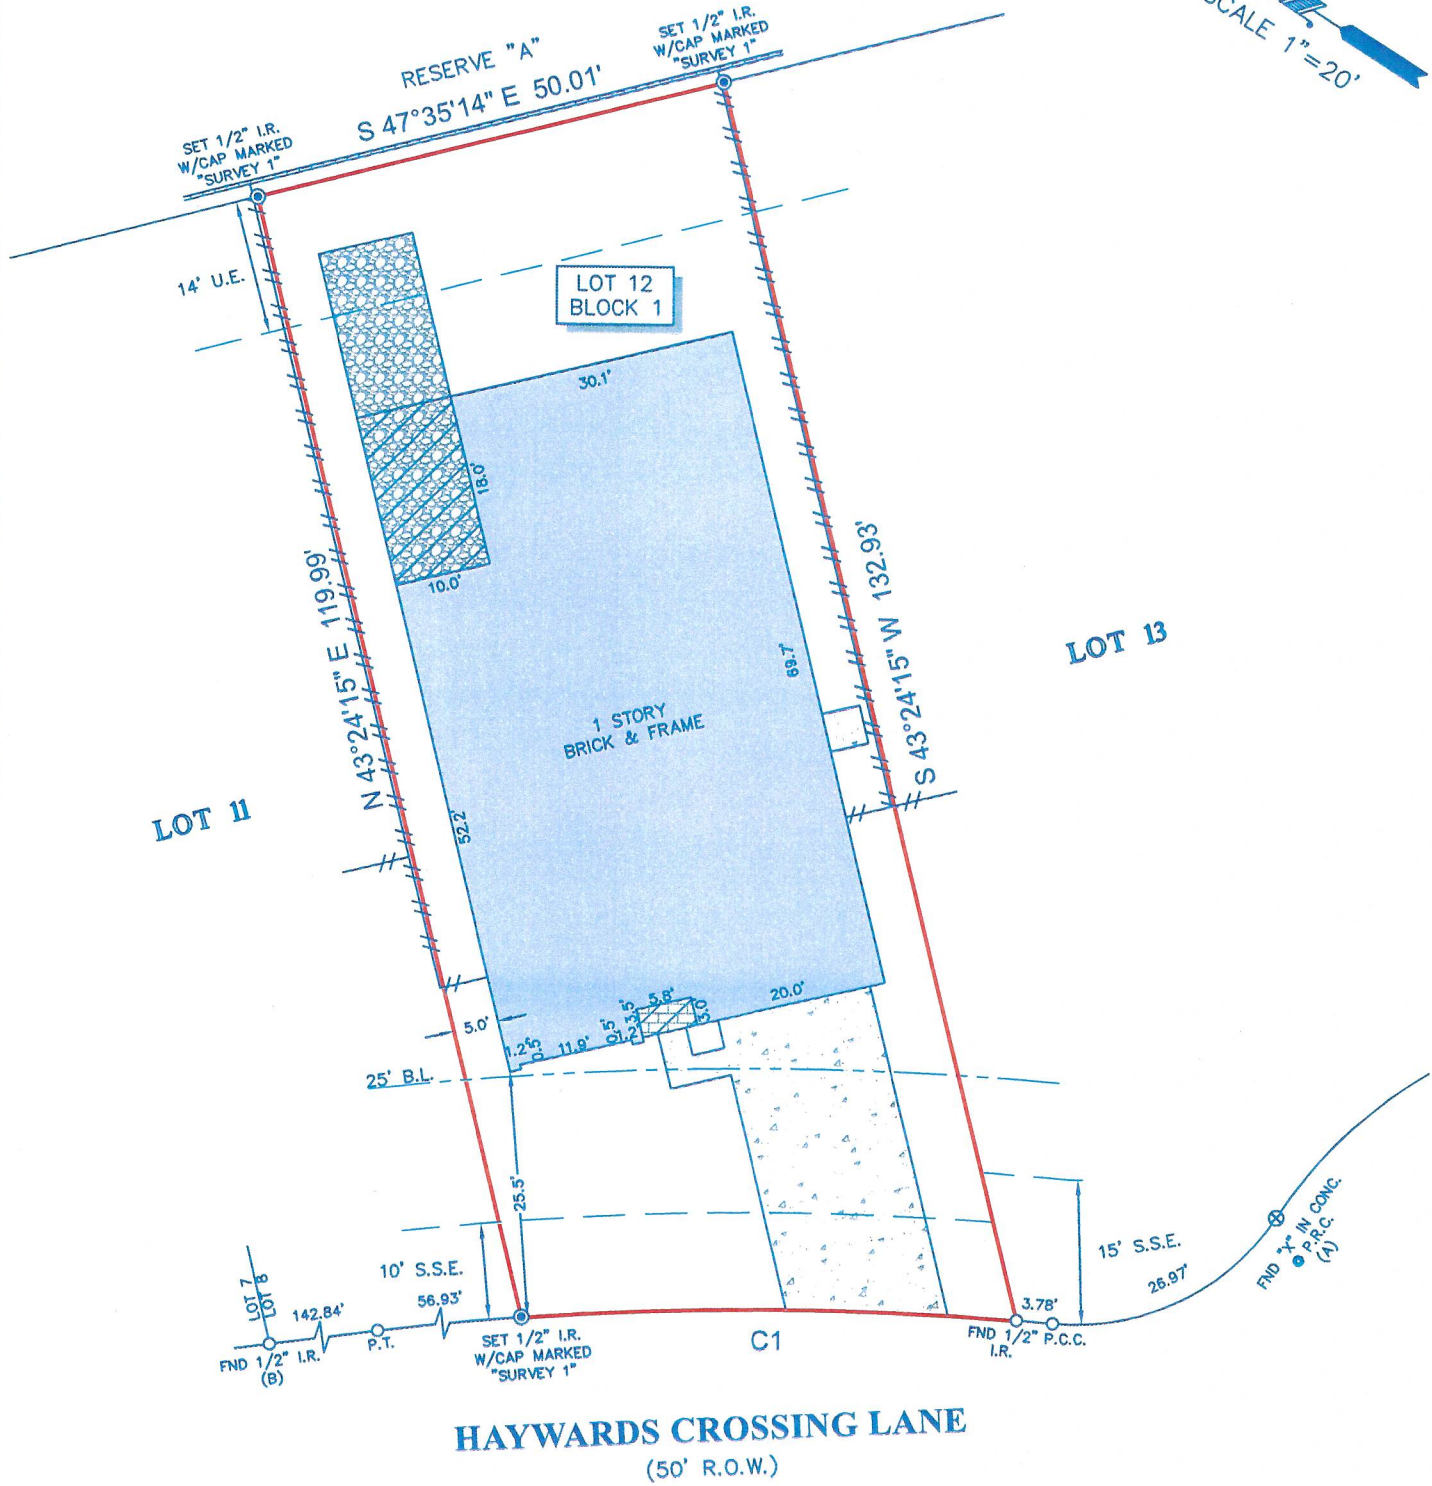 SCALE 1"=20'
SET 1/2" I.R.
W/CAP MARKED
"SURVEY 1"
RESERVE "A"
S 47°35'14" E 50.01'
SET 1/2" I.R.
W/CAP MARKED
"SURVEY 1"
14' U.E.
LOT 12
BLOCK 1
30.1'
18.0'
10.0'
N 43°24'15" E 119.99'
S 43°24'15" W 132.93'
LOT 13
69.7'
1 STORY
BRICK & FRAME
LOT 11
52.2'
5.0'
5.8'
20.0'
3.5'
3.0'
0.5'
1.2'
11.9'
1.2'
0.5'
25' B.L.
25.5'
10' S.S.E.
15' S.S.E.
LOT 7
LOT 8
142.84'
56.93'
P.T.
FND 1/2" I.R.
(B)
SET 1/2" I.R.
W/CAP MARKED
"SURVEY 1"
C1
3.78'
FND 1/2"
I.R.
P.C.C.
26.97'
FND "X" IN CONC.
P.R.C.
(A)
HAYWARDS CROSSING LANE
(50' R.O.W.)